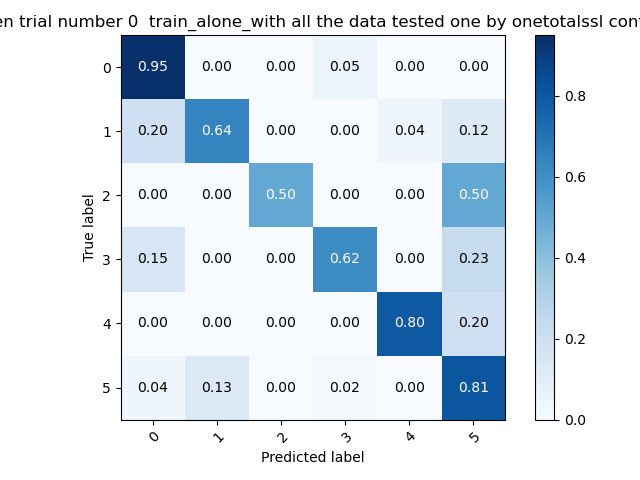 en trial number 0  train_alone_with all the data tested one by onetotalssl con
0 0.95 0.00 0.00 0.05 0.00 0.00
1 0.20 0.64 0.00 0.00 0.04 0.12
2 0.00 0.00 0.50 0.00 0.00 0.50
3 0.15 0.00 0.00 0.62 0.00 0.23
4 0.00 0.00 0.00 0.00 0.80 0.20
5 0.04 0.13 0.00 0.02 0.00 0.81
True label
0 1 2 3 4 5
Predicted label
0.8
0.6
0.4
0.2
0.0